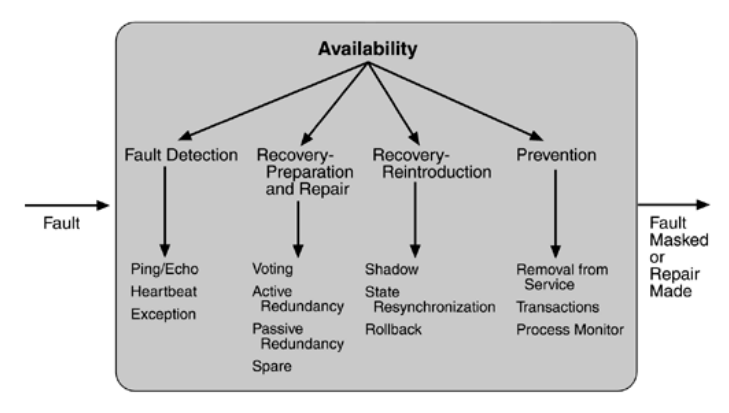 Availability
Fault Detection
Recovery-
Preparation
and Repair
Recovery-
Reintroduction
Prevention
Fault
Ping/Echo
Heartbeat
Exception
Voting
Active
Redundancy
Passive
Redundancy
Spare
Shadow
State
Resynchronization
Rollback
Removal from
Service
Transactions
Process Monitor
Fault
Masked
or
Repair
Made